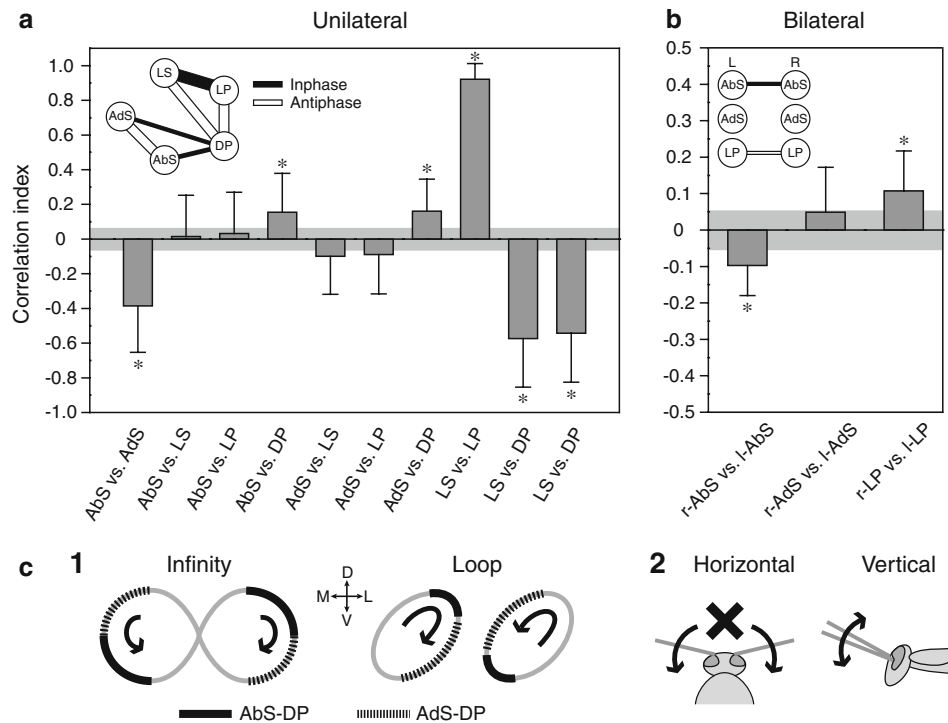 a
Unilateral
b
Bilateral
Correlation index
1.0
0.8
0.6
0.4
0.2
0
-0.2
-0.4
-0.6
-0.8
-1.0
LS
LP
AdS
DP
AbS
Inphase
Antiphase
*
*
*
*
*
*
AbS vs. AdS
AbS vs. LS
AbS vs. LP
AbS vs. DP
AdS vs. LS
AdS vs. LP
AdS vs. DP
LS vs. LP
LS vs. DP
LS vs. DP
0.5
0.4
0.3
0.2
0.1
0
-0.1
-0.2
-0.3
-0.4
-0.5
L R
AbS AbS
AdS AdS
LP LP
*
*
r-AbS vs. l-AbS
r-AdS vs. l-AdS
r-LP vs. l-LP
c 1
Infinity
D
M L
V
Loop
AbS-DP AdS-DP
2
Horizontal Vertical